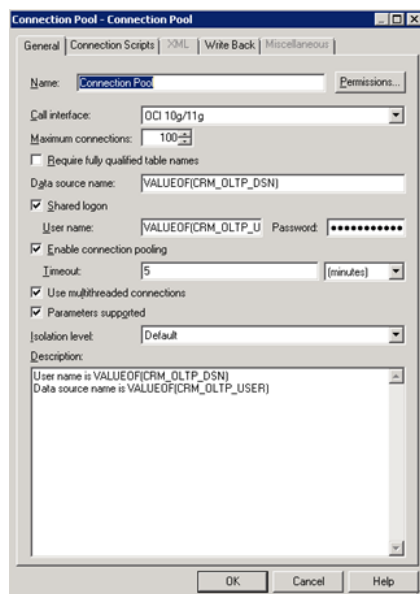 Connection Pool - Connection Pool
General Connection Scripts XML Write Back Miscellaneous
Name: Connection Pool Permissions...
Call interface: OCI 10g/11g
Maximum connections: 100
Require fully qualified table names
Data source name: VALUEOF(CRM_OLTP_DSN)
Shared logon
User name: VALUEOF(CRM_OLTP_U Password:
Enable connection pooling
Timeout: 5 (minutes)
Use multithreaded connections
Parameters supported
Isolation level: Default
Description:
User name is VALUEOF(CRM_OLTP_DSN)
Data source name is VALUEOF(CRM_OLTP_USER)
OK Cancel Help